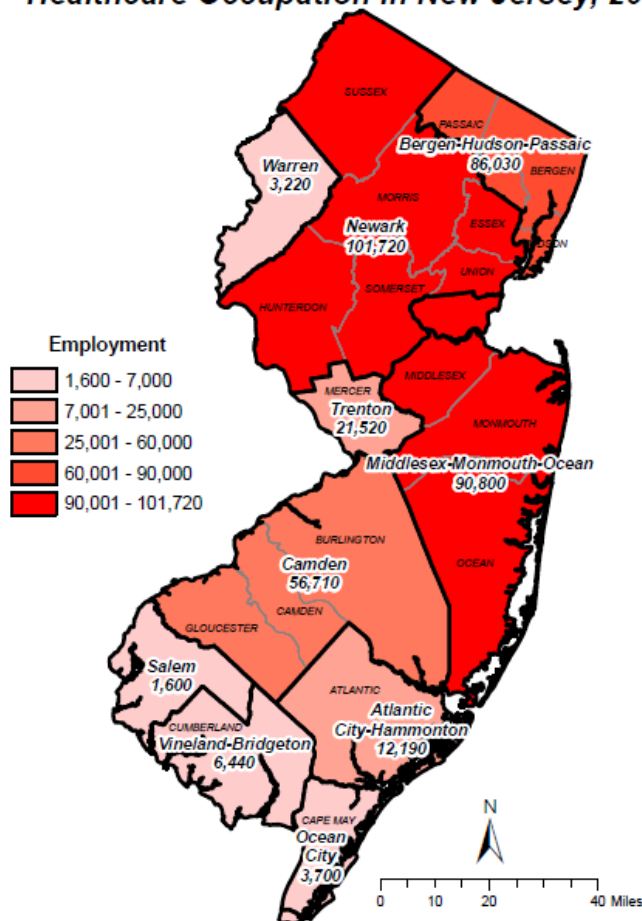 Healthcare Occupation in New Jersey, 20
SUSSEX
PASSAIC
Bergen-Hudson-Passaic
86,030
BERGEN
Warren
3,220
MORRIS
Newark
101,720
ESSEX
UNION
SOMERSET
HUNTERDON
Employment
1,600 - 7,000
7,001 - 25,000
25,001 - 60,000
60,001 - 90,000
90,001 - 101,720
MIDDLESEX
MERCER
Trenton
21,520
MONMOUTH
Middlesex-Monmouth-Ocean
90,800
BURLINGTON
Camden
56,710
OCEAN
CAMDEN
GLOUCESTER
Salem
1,600
ATLANTIC
Atlantic
City-Hammonton
12,190
CUMBERLAND
Vineland-Bridgeton
6,440
CAPE MAY
Ocean
City
3,700
N
0 10 20 40 Miles